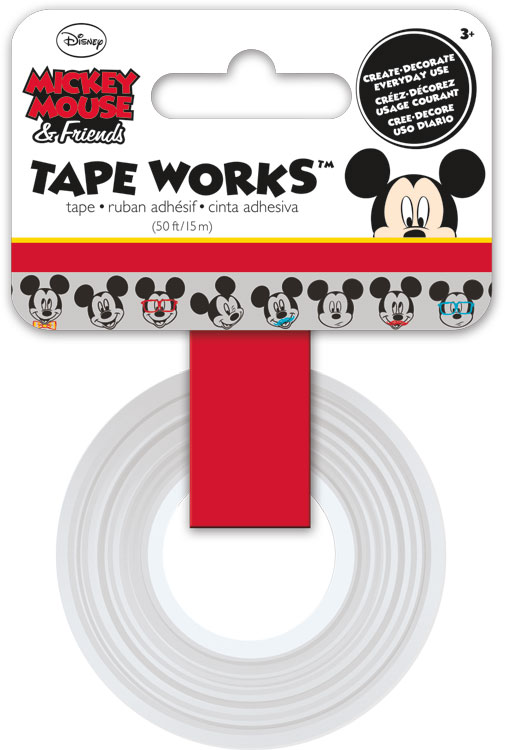 Disney
MICKEY
MOUSE
& Friends
3+
CREATE•DECORATE
EVERYDAY USE
CRÉEZ•DÉCOREZ
USAGE COURANT
CREE•DECORE
USO DIARIO
TAPE WORKS™
tape • ruban adhésif • cinta adhesiva
(50 ft/15 m)